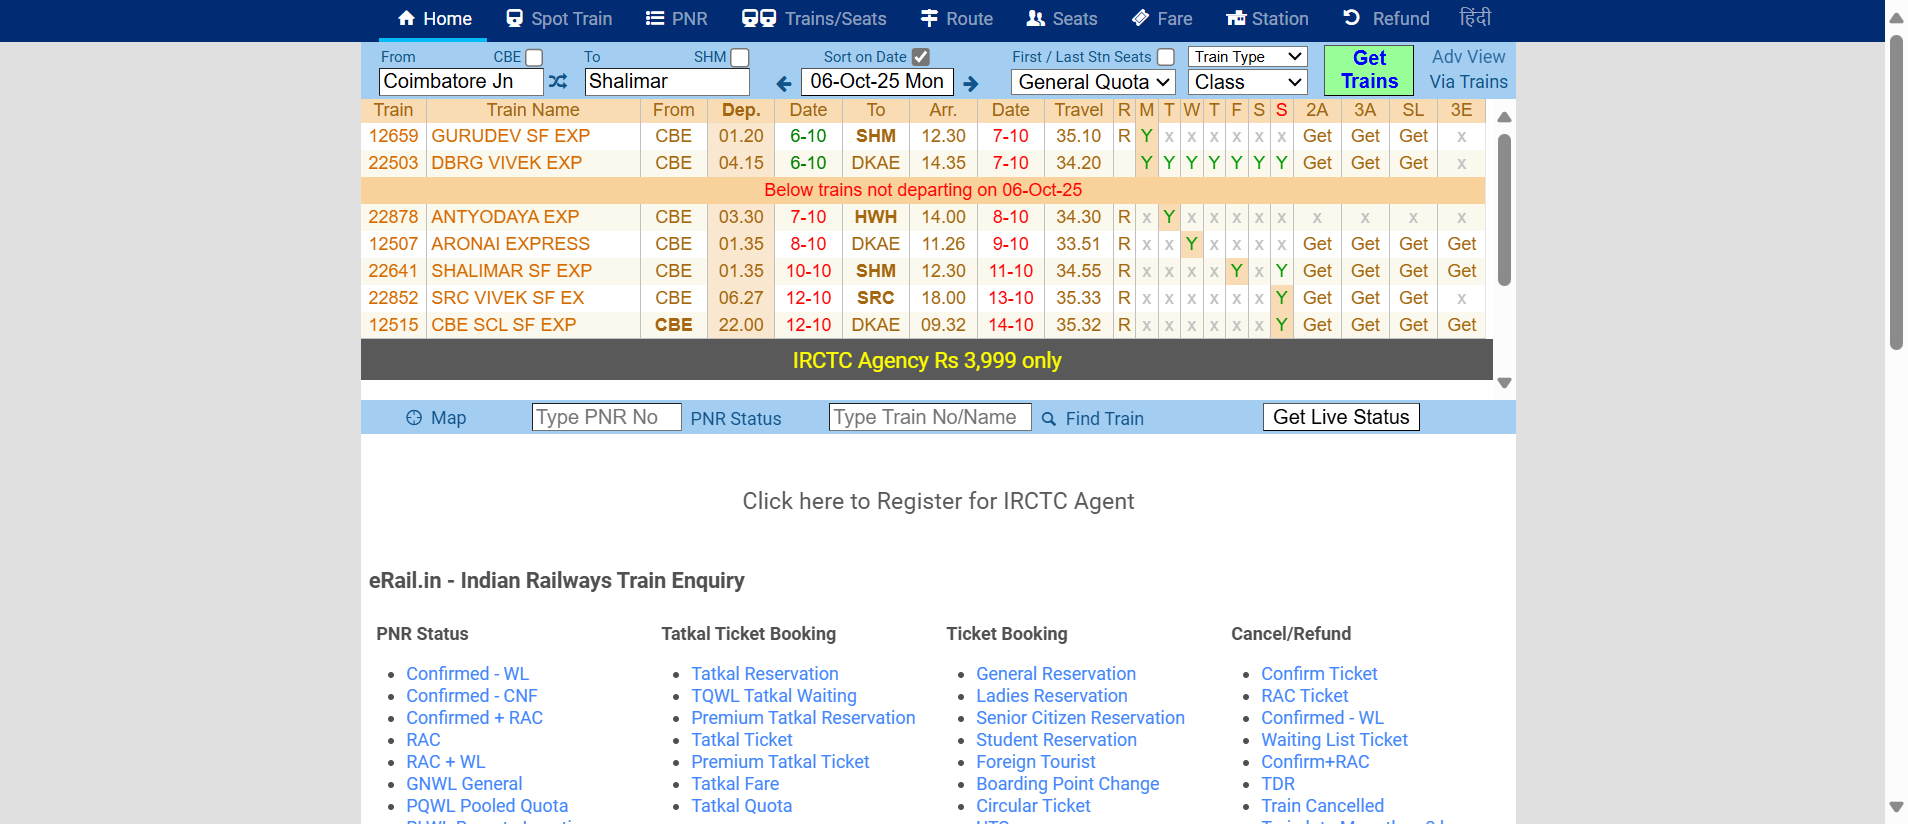 Home Spot Train PNR Trains/Seats Route Seats Fare Station Refund हिंदी
From CBE To SHM Sort on Date First / Last Stn Seats Train Type Get Trains Adv View
Coimbatore Jn Shalimar 06-Oct-25 Mon General Quota Class Via Trains
Train Train Name From Dep. Date To Arr. Date Travel R M T W T F S S 2A 3A SL 3E
12659 GURUDEV SF EXP CBE 01.20 6-10 SHM 12.30 7-10 35.10 R Y x x x x x x Get Get Get x
22503 DBRG VIVEK EXP CBE 04.15 6-10 DKAE 14.35 7-10 34.20 Y Y Y Y Y Y Y Get Get Get x
Below trains not departing on 06-Oct-25
22878 ANTYODAYA EXP CBE 03.30 7-10 HWH 14.00 8-10 34.30 R x Y x x x x x x x x x
12507 ARONAI EXPRESS CBE 01.35 8-10 DKAE 11.26 9-10 33.51 R x x Y x x x x Get Get Get Get
22641 SHALIMAR SF EXP CBE 01.35 10-10 SHM 12.30 11-10 34.55 R x x x x Y x Y Get Get Get Get
22852 SRC VIVEK SF EX CBE 06.27 12-10 SRC 18.00 13-10 35.33 R x x x x x x Y Get Get Get x
12515 CBE SCL SF EXP CBE 22.00 12-10 DKAE 09.32 14-10 35.32 R x x x x x x Y Get Get Get Get
IRCTC Agency Rs 3,999 only
Map Type PNR No PNR Status Type Train No/Name Find Train Get Live Status
Click here to Register for IRCTC Agent
eRail.in - Indian Railways Train Enquiry
PNR Status
Confirmed - WL
Confirmed - CNF
Confirmed + RAC
RAC
RAC + WL
GNWL General
PQWL Pooled Quota
Tatkal Ticket Booking
Tatkal Reservation
TQWL Tatkal Waiting
Premium Tatkal Reservation
Tatkal Ticket
Premium Tatkal Ticket
Tatkal Fare
Tatkal Quota
Ticket Booking
General Reservation
Ladies Reservation
Senior Citizen Reservation
Student Reservation
Foreign Tourist
Boarding Point Change
Circular Ticket
Cancel/Refund
Confirm Ticket
RAC Ticket
Confirmed - WL
Waiting List Ticket
Confirm+RAC
TDR
Train Cancelled